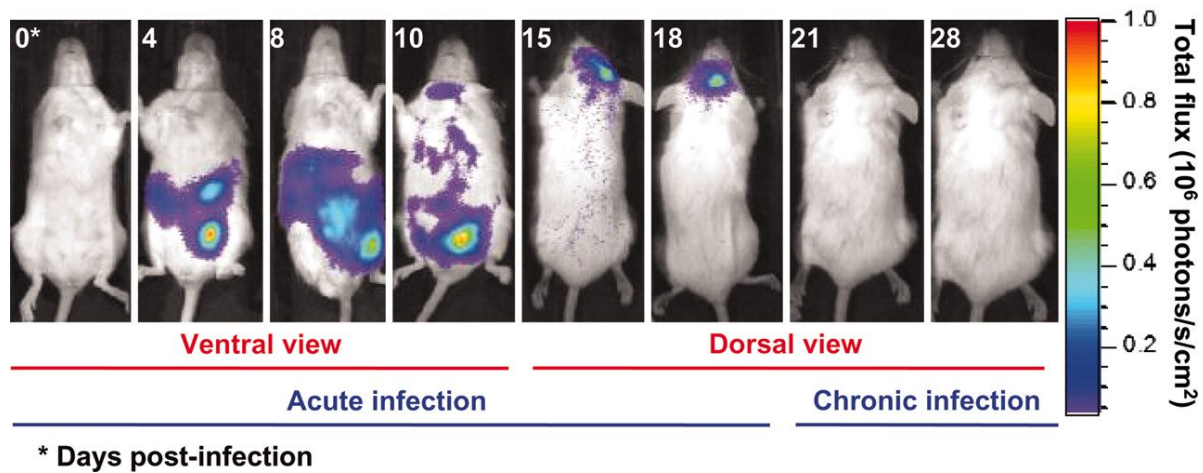 0* 4 8 10 15 18 21 28
1.0
0.8
0.6
0.4
0.2
Total flux (10⁶ photons/s/cm²)
Ventral view Dorsal view
Acute infection Chronic infection
* Days post-infection